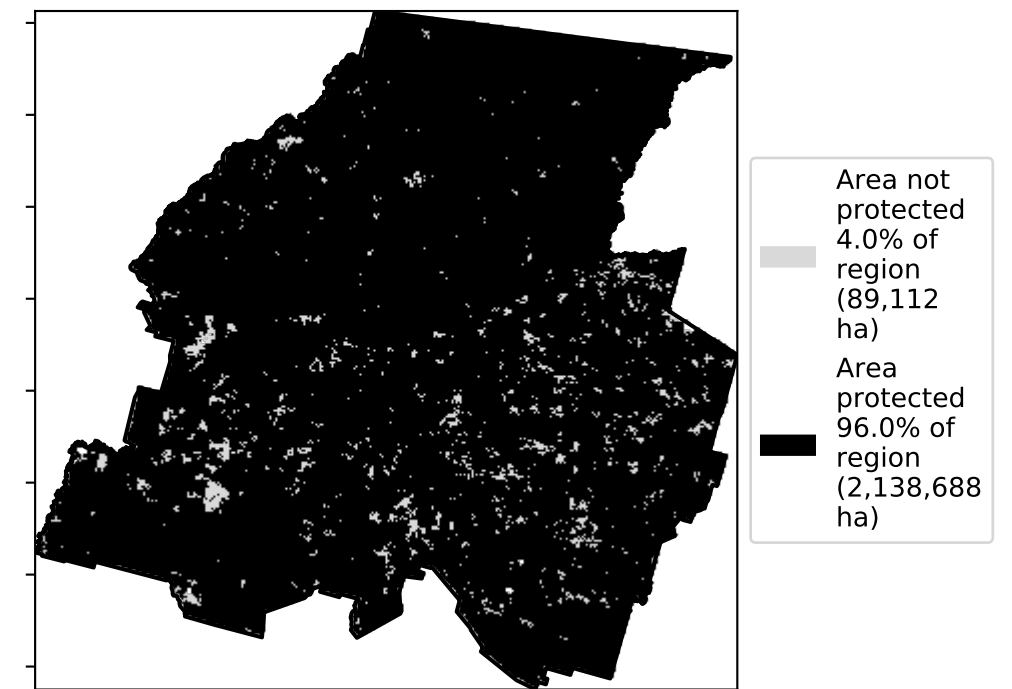 Area not
protected
4.0% of
region
(89,112
ha)
Area
protected
96.0% of
region
(2,138,688
ha)